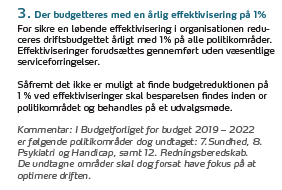 3. Der budgetteres med en årlig effektivisering på 1%
For sikre en løbende effektivisering i organisationen redu-
ceres driftsbudgettet årligt med 1% på alle politikområder.
Effektiviseringer forudsættes gennemført uden væsentlige
serviceforringelser.
Såfremt det ikke er muligt at finde budgetreduktionen på
1 % ved effektiviseringer skal besparelsen findes inden or
politikområdet og behandles på et udvalgsmøde.
Kommentar: I Budgetforliget for budget 2019 – 2022
er følgende politikområder dog undtaget: 7.Sundhed, 8.
Psykiatri og Handicap, samt 12. Redningsberedskab.
De undtagne områder skal dog forsat have fokus på at
optimere driften.